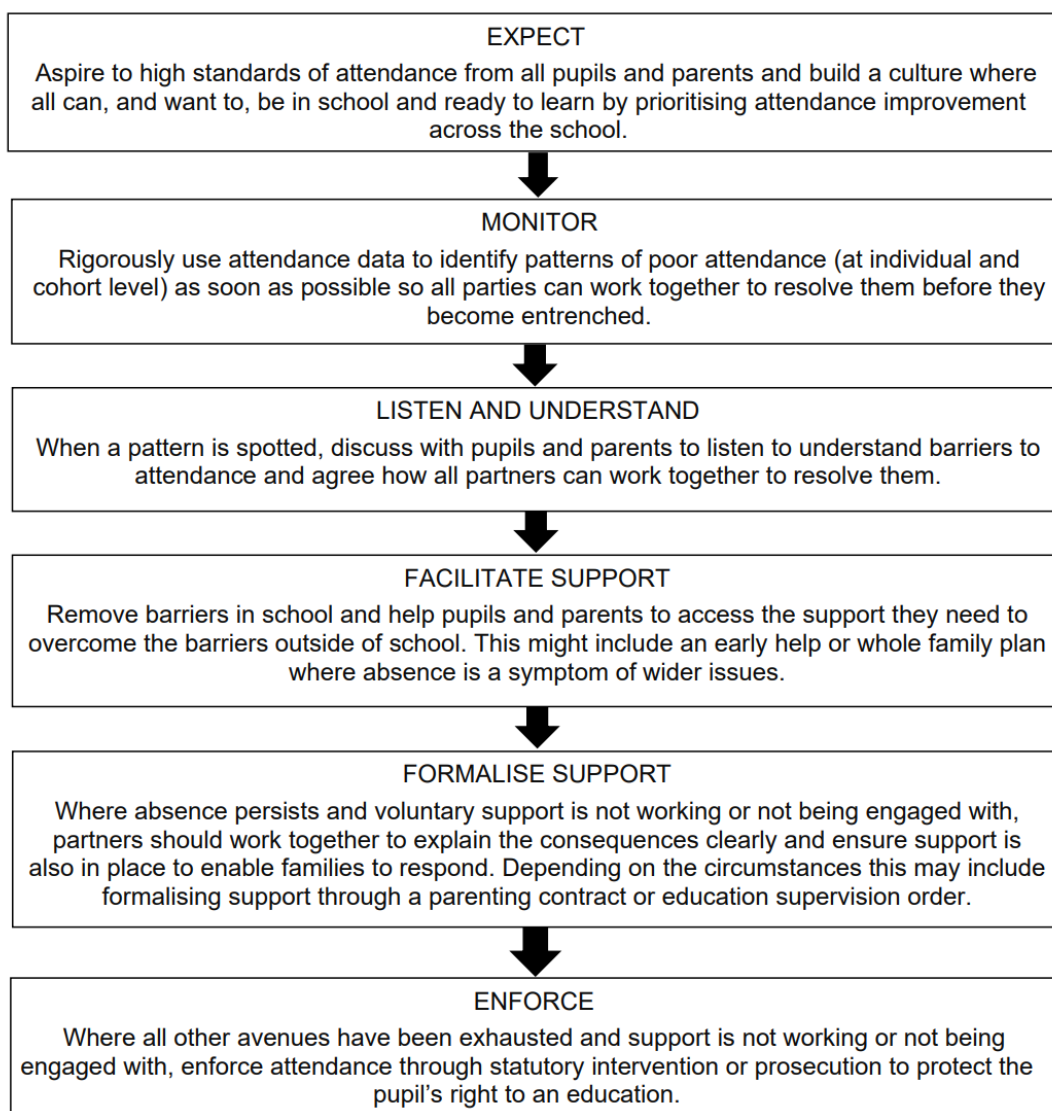 EXPECT
Aspire to high standards of attendance from all pupils and parents and build a culture where
all can, and want to, be in school and ready to learn by prioritising attendance improvement
across the school.
MONITOR
Rigorously use attendance data to identify patterns of poor attendance (at individual and
cohort level) as soon as possible so all parties can work together to resolve them before they
become entrenched.
LISTEN AND UNDERSTAND
When a pattern is spotted, discuss with pupils and parents to listen to understand barriers to
attendance and agree how all partners can work together to resolve them.
FACILITATE SUPPORT
Remove barriers in school and help pupils and parents to access the support they need to
overcome the barriers outside of school. This might include an early help or whole family plan
where absence is a symptom of wider issues.
FORMALISE SUPPORT
Where absence persists and voluntary support is not working or not being engaged with,
partners should work together to explain the consequences clearly and ensure support is
also in place to enable families to respond. Depending on the circumstances this may include
formalising support through a parenting contract or education supervision order.
ENFORCE
Where all other avenues have been exhausted and support is not working or not being
engaged with, enforce attendance through statutory intervention or prosecution to protect the
pupil's right to an education.